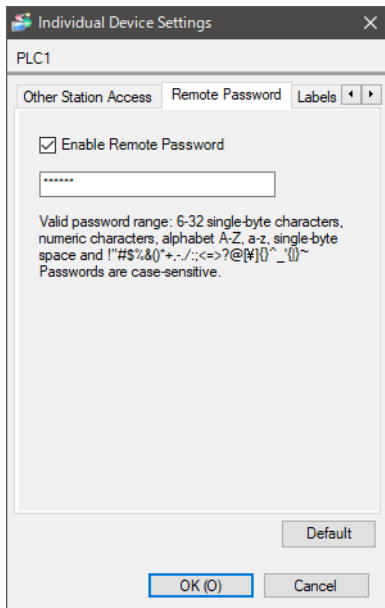 Individual Device Settings
PLC1
Other Station Access Remote Password Labels
Enable Remote Password
******
Valid password range: 6-32 single-byte characters,
numeric characters, alphabet A-Z, a-z, single-byte
space and !"#$%&()*+,-./:;<=>?@[¥]{}^_'{|}~
Passwords are case-sensitive.
Default
OK (O) Cancel